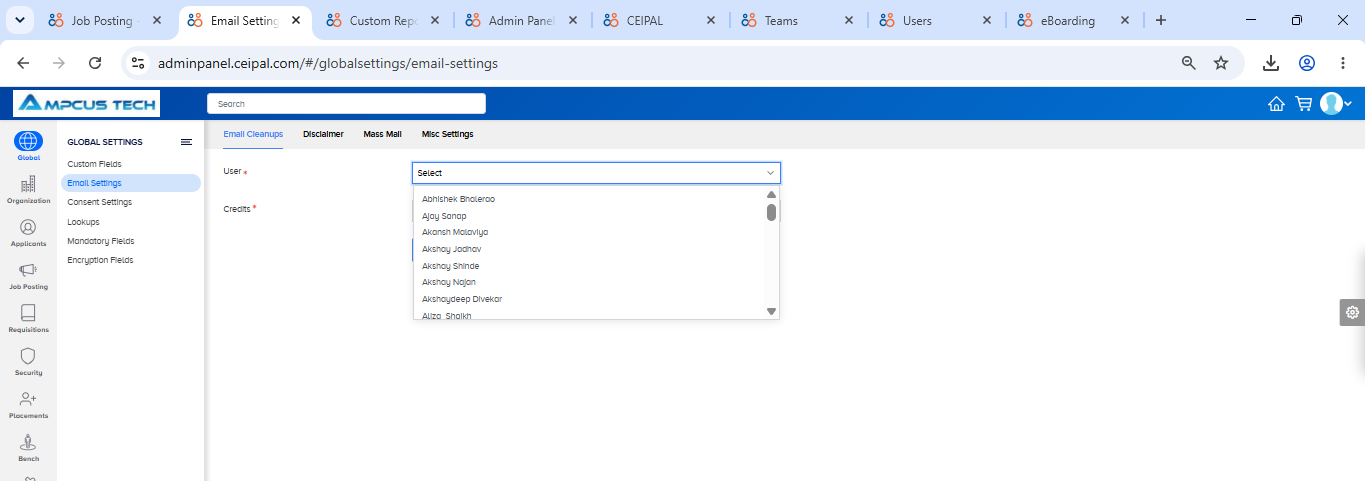 Job Posting -
Email Setting
Custom Repo
Admin Panel
CEIPAL
Teams
Users
eBoarding
adminpanel.ceipal.com/#/globalsettings/email-settings
AMPCUS TECH
Search
Global
Organization
Applicants
Job Posting
Requisitions
Security
Placements
Bench
GLOBAL SETTINGS
Custom Fields
Email Settings
Consent Settings
Lookups
Mandatory Fields
Encryption Fields
Email Cleanups
Disclaimer
Mass Mail
Misc Settings
User *
Select
Credits *
Abhishek Bhalerao
Ajay Sanap
Akansh Malaviya
Akshay Jadhav
Akshay Shinde
Akshay Najan
Akshaydeep Divekar
Aliza Shaikh